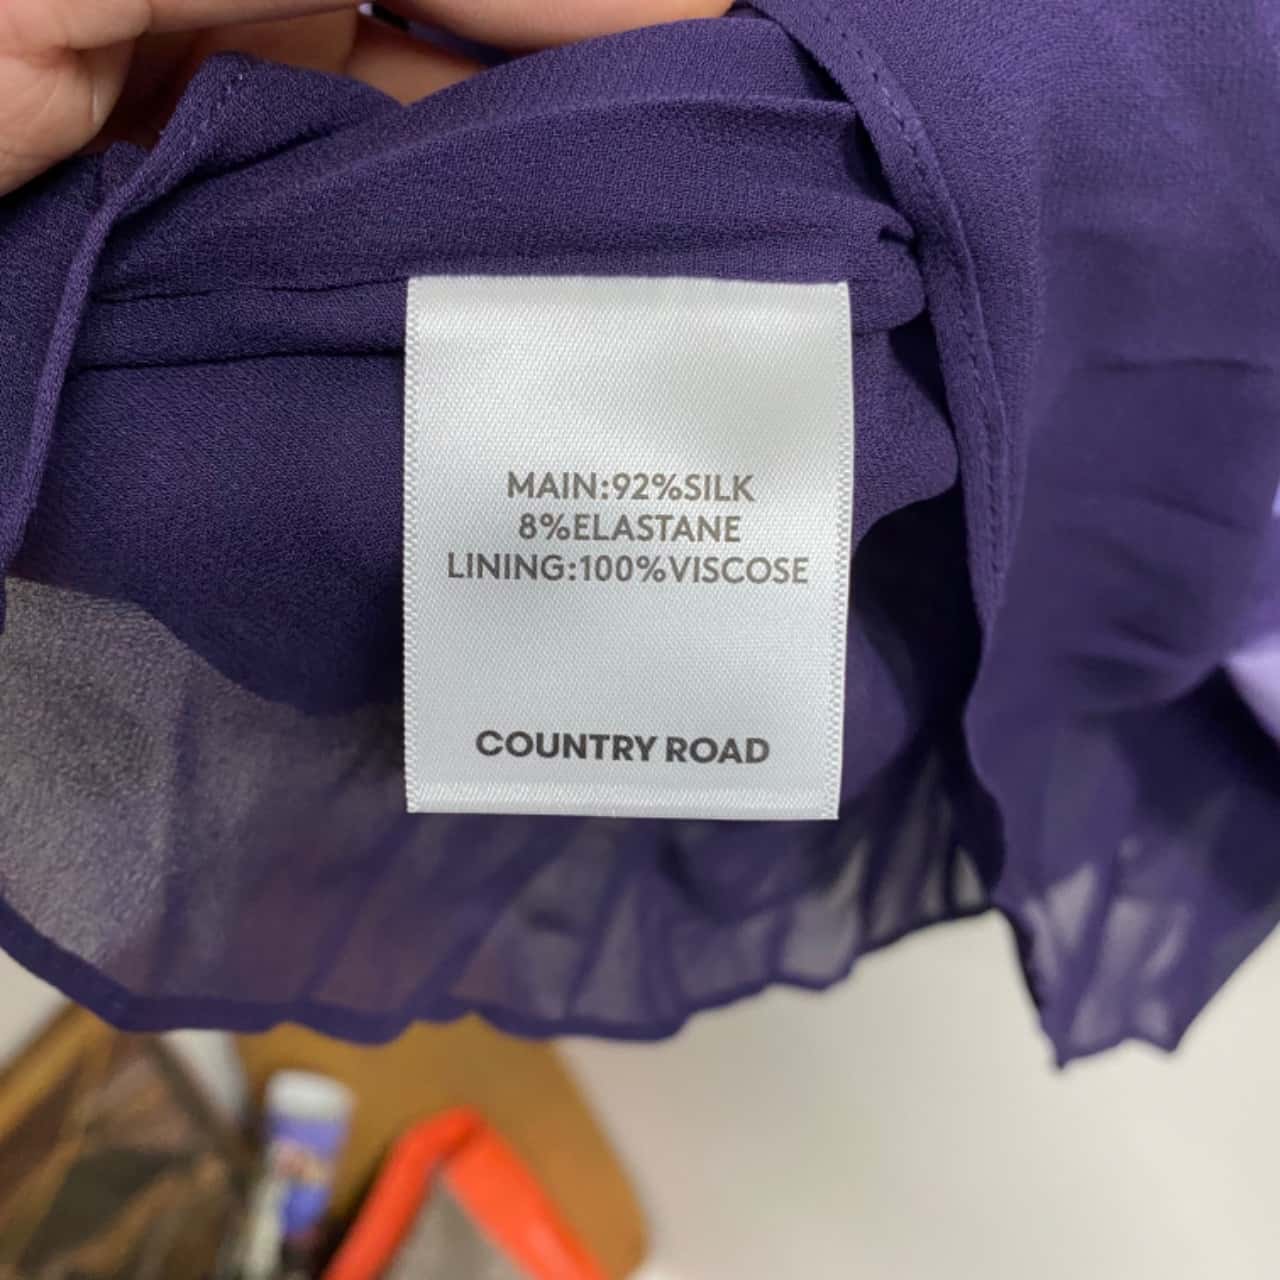 MAIN:92%SILK
8%ELASTANE
LINING:100%VISCOSE
COUNTRY ROAD